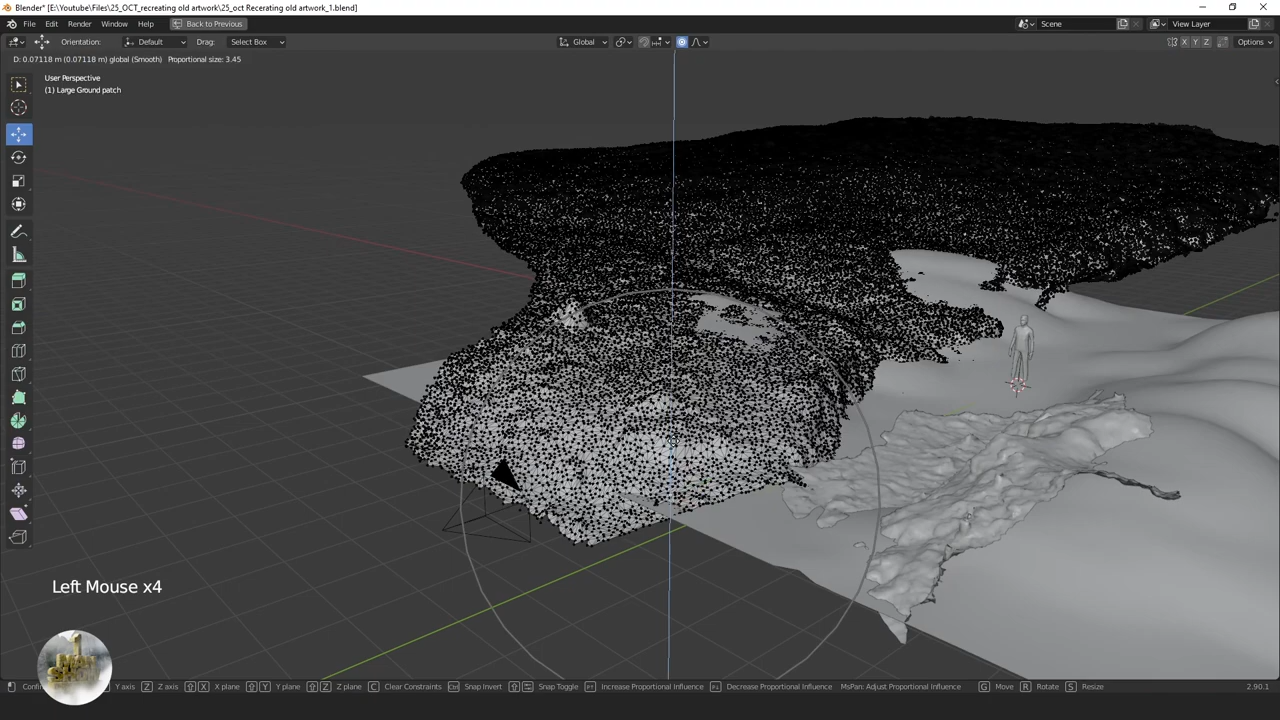 Blender* [E:\Youtube\Files\25_OCT_recreating old artwork\25_oct Recerating old artwork_1.blend]
File Edit Render Window Help Back to Previous Scene View Layer
Orientation: Default Drag: Select Box Global X Y Z Options
D: 0.07118 m (0.07118 m) global (Smooth) Proportional size: 3.45
User Perspective
(1) Large Ground patch
Left Mouse x4
Y axis Z Z axis X X plane Y Y plane Z Z plane C Clear Constraints Ctrl Snap Invert Snap Toggle Increase Proportional Influence Decrease Proportional Influence MsPan: Adjust Proportional Influence G Move R Rotate S Resize 2.90.1